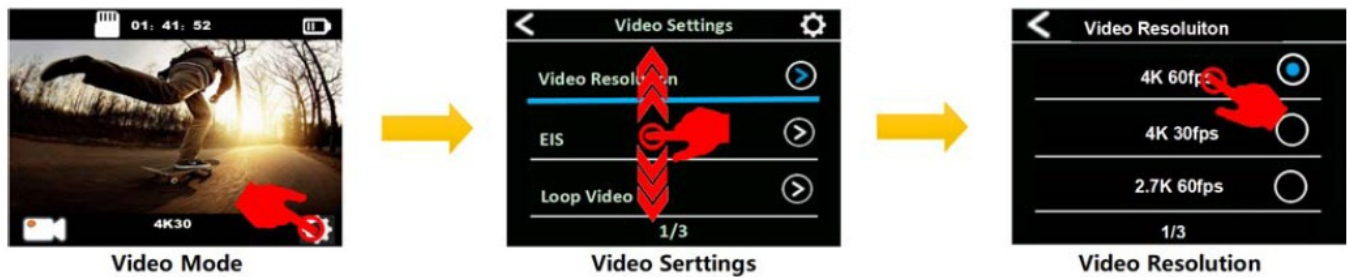 01: 41: 52
4K30
Video Mode
Video Settings
Video Resolution
EIS
Loop Video
1/3
Video Serttings
Video Resoluiton
4K 60fps
4K 30fps
2.7K 60fps
1/3
Video Resolution